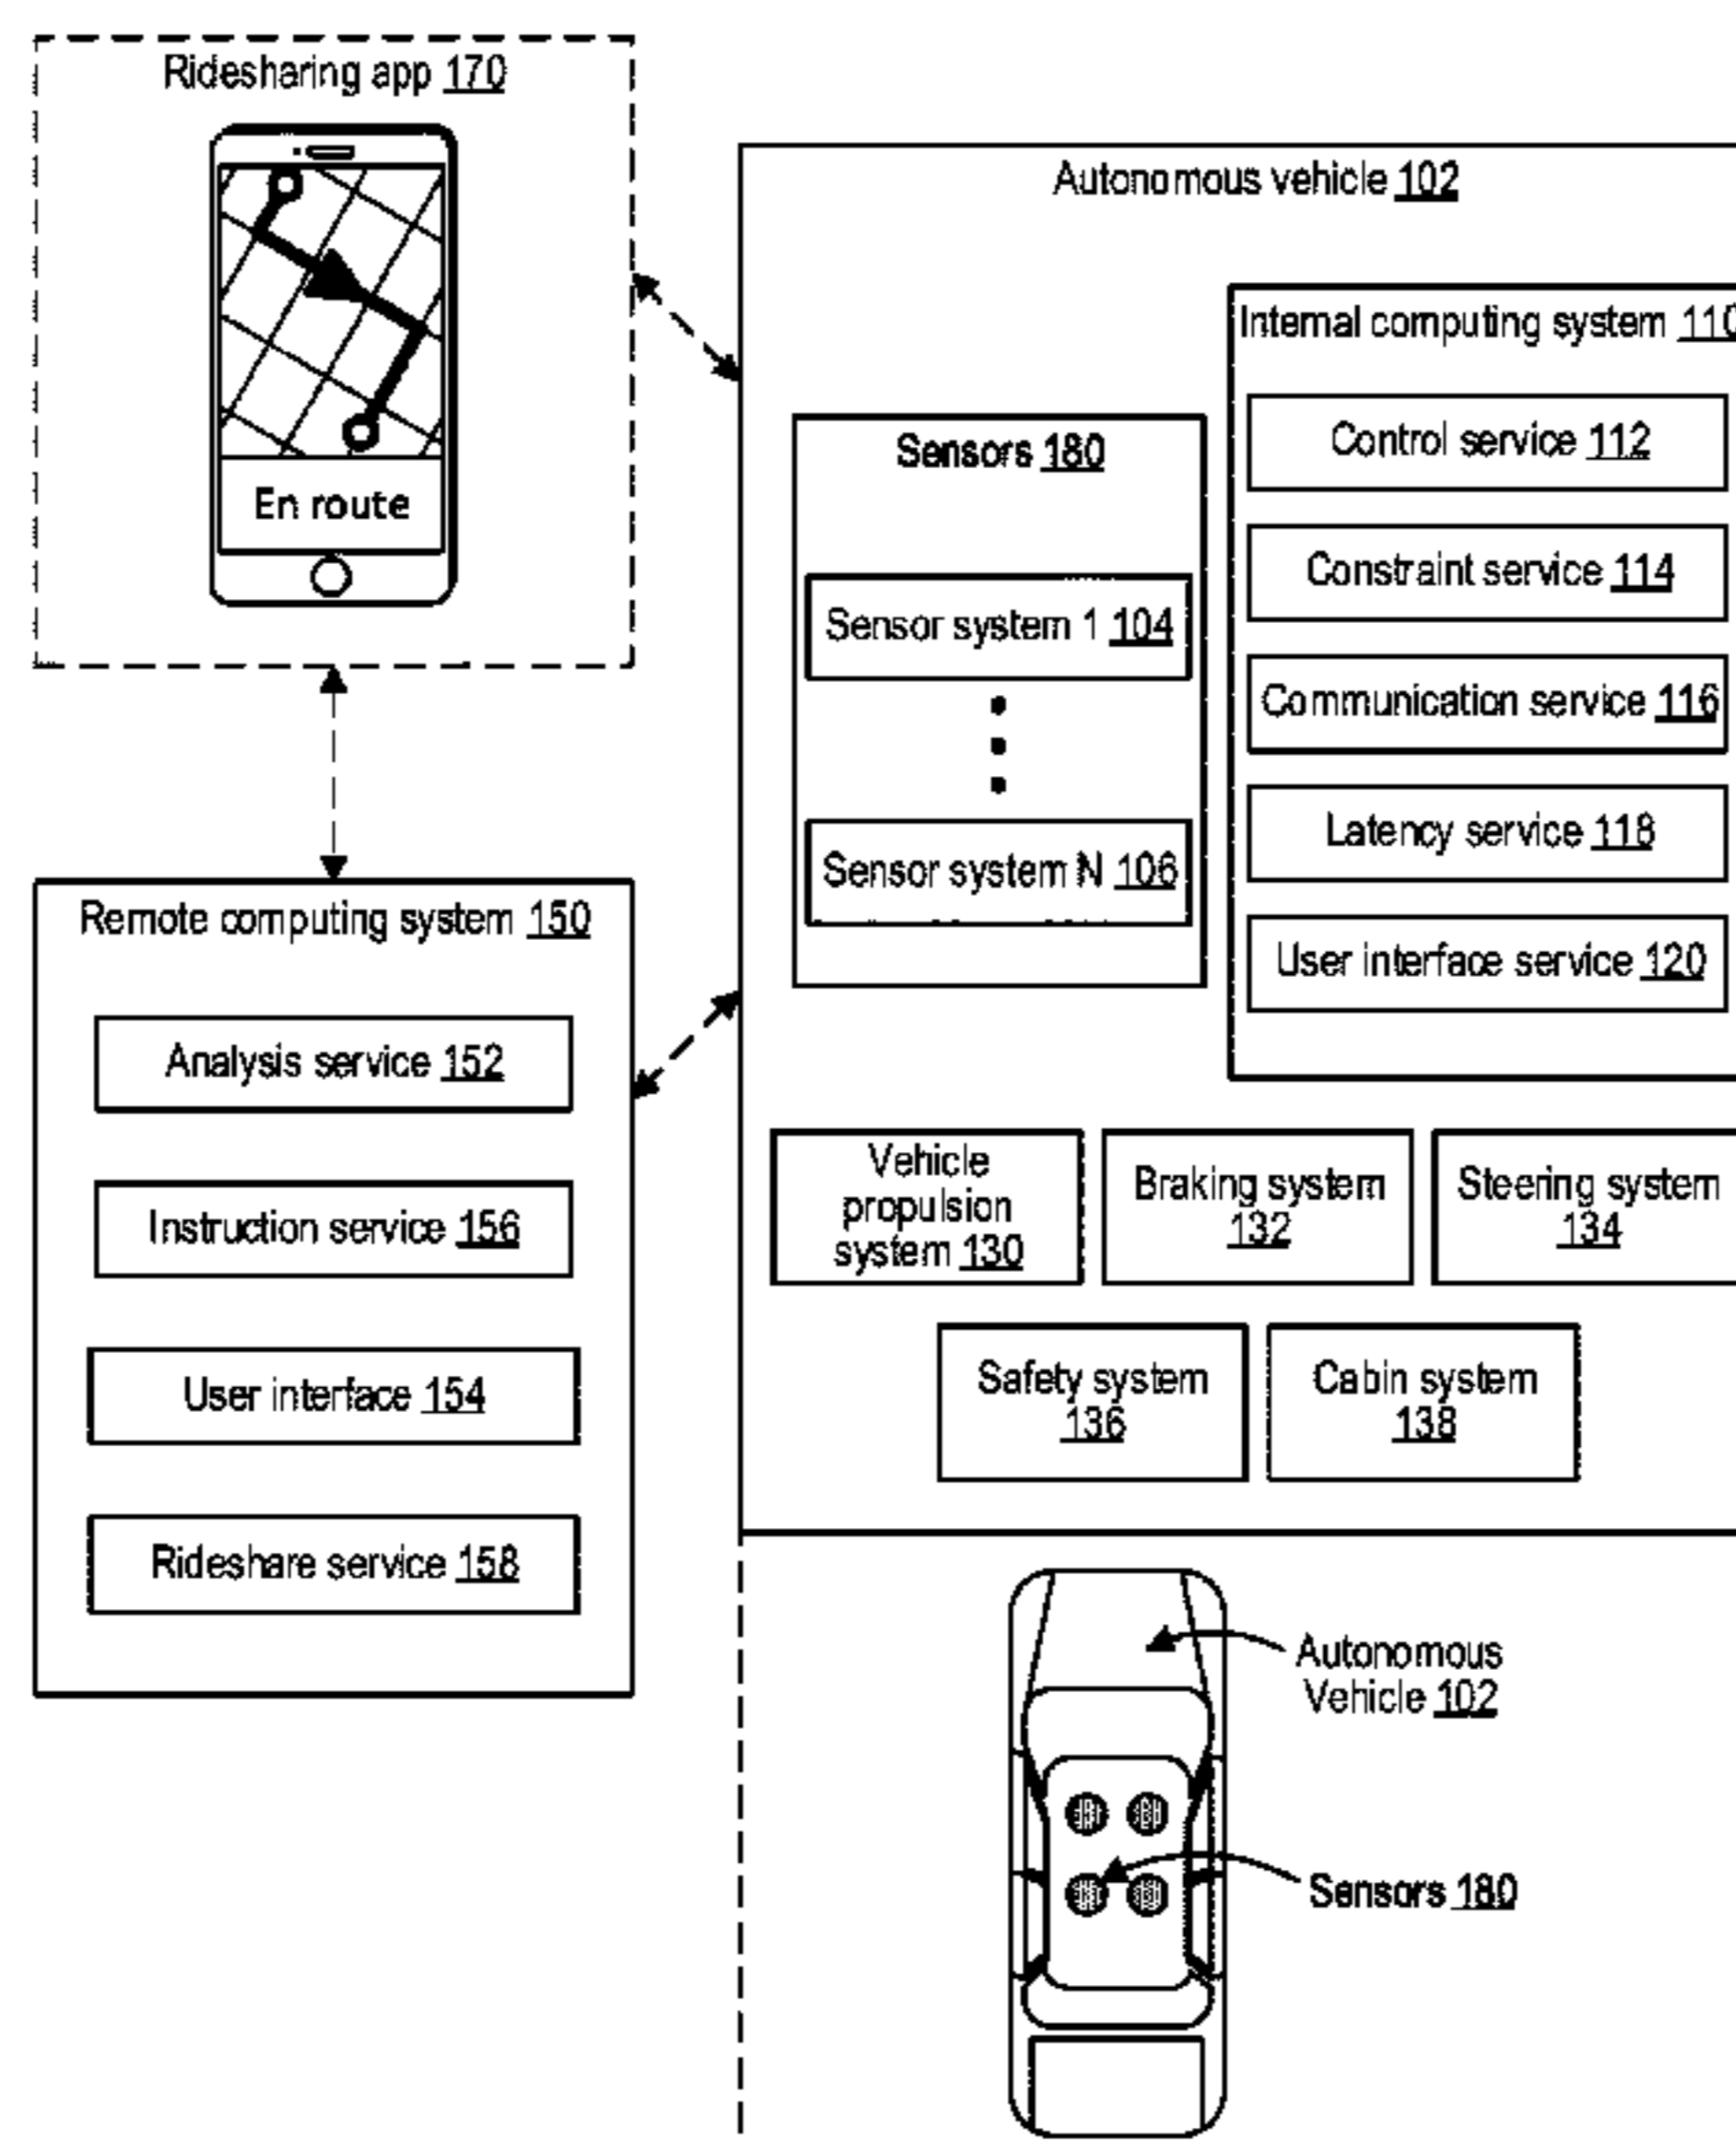 Ridesharing app 170
En route
Autonomous vehicle 102
Sensors 180
Sensor system 1 104
Sensor system N 106
Internal computing system 110
Control service 112
Constraint service 114
Communication service 116
Latency service 118
User interface service 120
Remote computing system 150
Analysis service 152
Instruction service 156
User interface 154
Rideshare service 158
Vehicle
propulsion
system 130
Braking system
132
Steering system
134
Safety system
136
Cabin system
138
Autonomous
Vehicle 102
Sensors 180